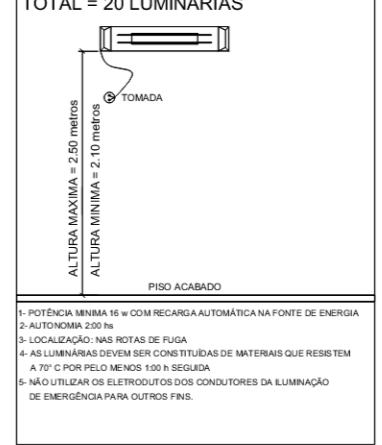 TOTAL = 20 LUMINÁRIAS
TOMADA
ALTURA MAXIMA = 2.50 metros
ALTURA MINIMA = 2.10 metros
PISO ACABADO
1- POTÊNCIA MINIMA 16 w COM RECARGA AUTOMÁTICA NA FONTE DE ENERGIA
2- AUTONOMIA 2:00 hs
3- LOCALIZAÇÃO: NAS ROTAS DE FUGA
4- AS LUMINÁRIAS DEVEM SER CONSTITUÍDAS DE MATERIAIS QUE RESISTEM
A 70° C POR PELO MENOS 1:00 h SEGUIDA
5- NÃO UTILIZAR OS ELETRODUTOS DOS CONDUTORES DA ILUMINAÇÃO
DE EMERGÊNCIA PARA OUTROS FINS.